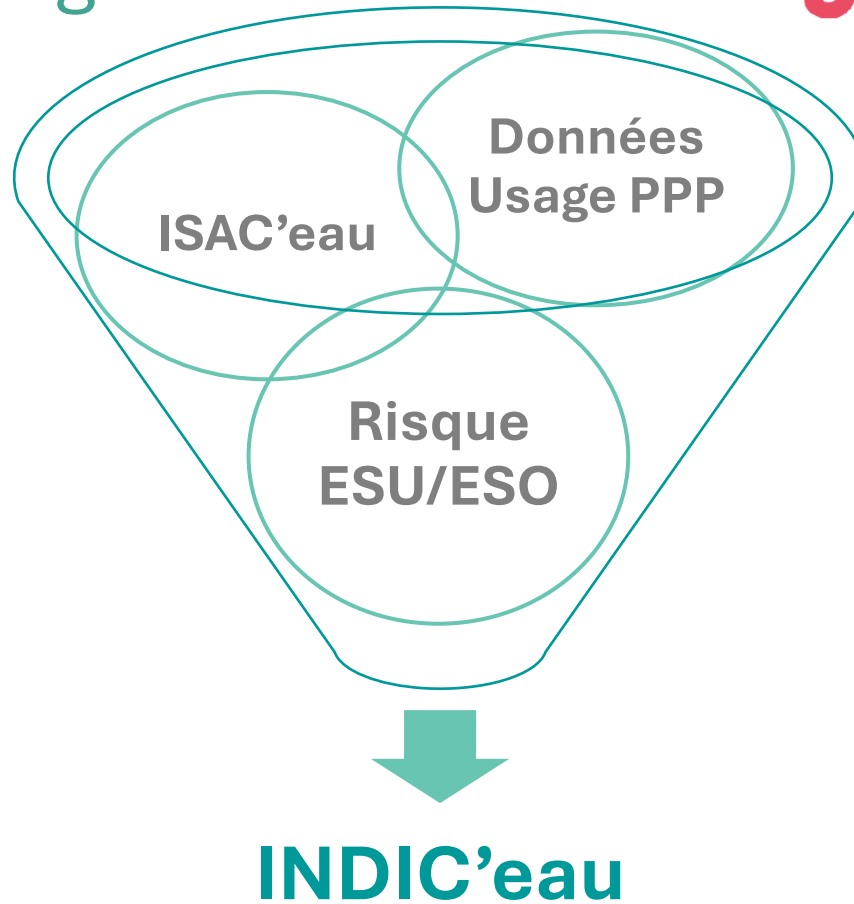 Données
Usage PPP
ISAC’eau
Risque
ESU/ESO
INDIC’eau